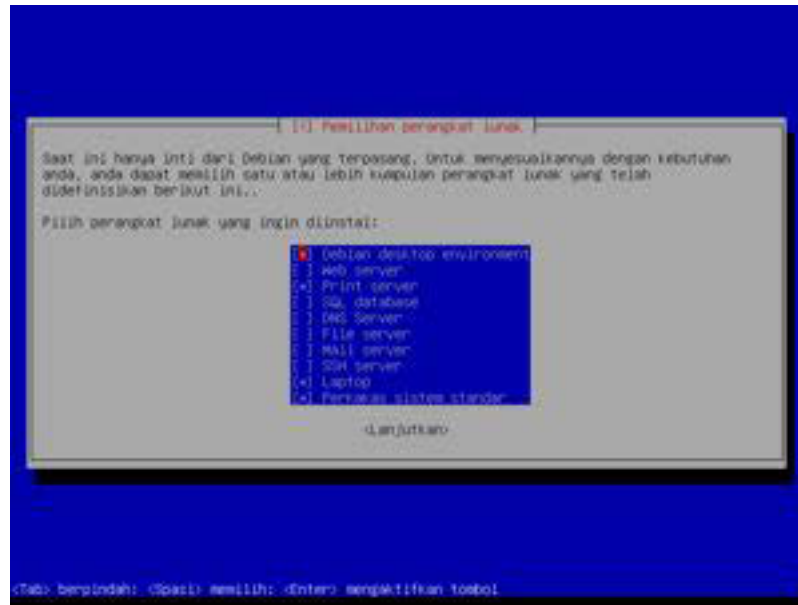 [!] Pemilihan perangkat lunak
Saat ini hanya inti dari Debian yang terpasang. Untuk menyesuaikannya dengan kebutuhan
anda, anda dapat memilih satu atau lebih kumpulan perangkat lunak yang telah
didefinisikan berikut ini..
Pilih perangkat lunak yang ingin diinstal:
[*] Debian desktop environment
[ ] Web server
[*] Print server
[ ] SQL database
[ ] DNS Server
[ ] File server
[ ] Mail server
[ ] SSH server
[*] Laptop
[*] Perkakas sistem standar
<Lanjutkan>
<Tab> berpindah; <Spasi> memilih; <Enter> mengaktifkan tombol